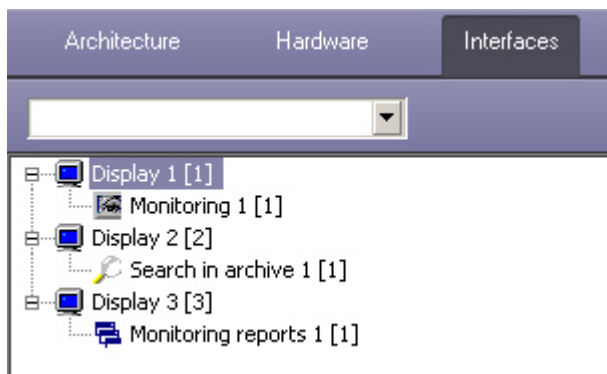 Architecture Hardware Interfaces
Display 1 [1]
Monitoring 1 [1]
Display 2 [2]
Search in archive 1 [1]
Display 3 [3]
Monitoring reports 1 [1]